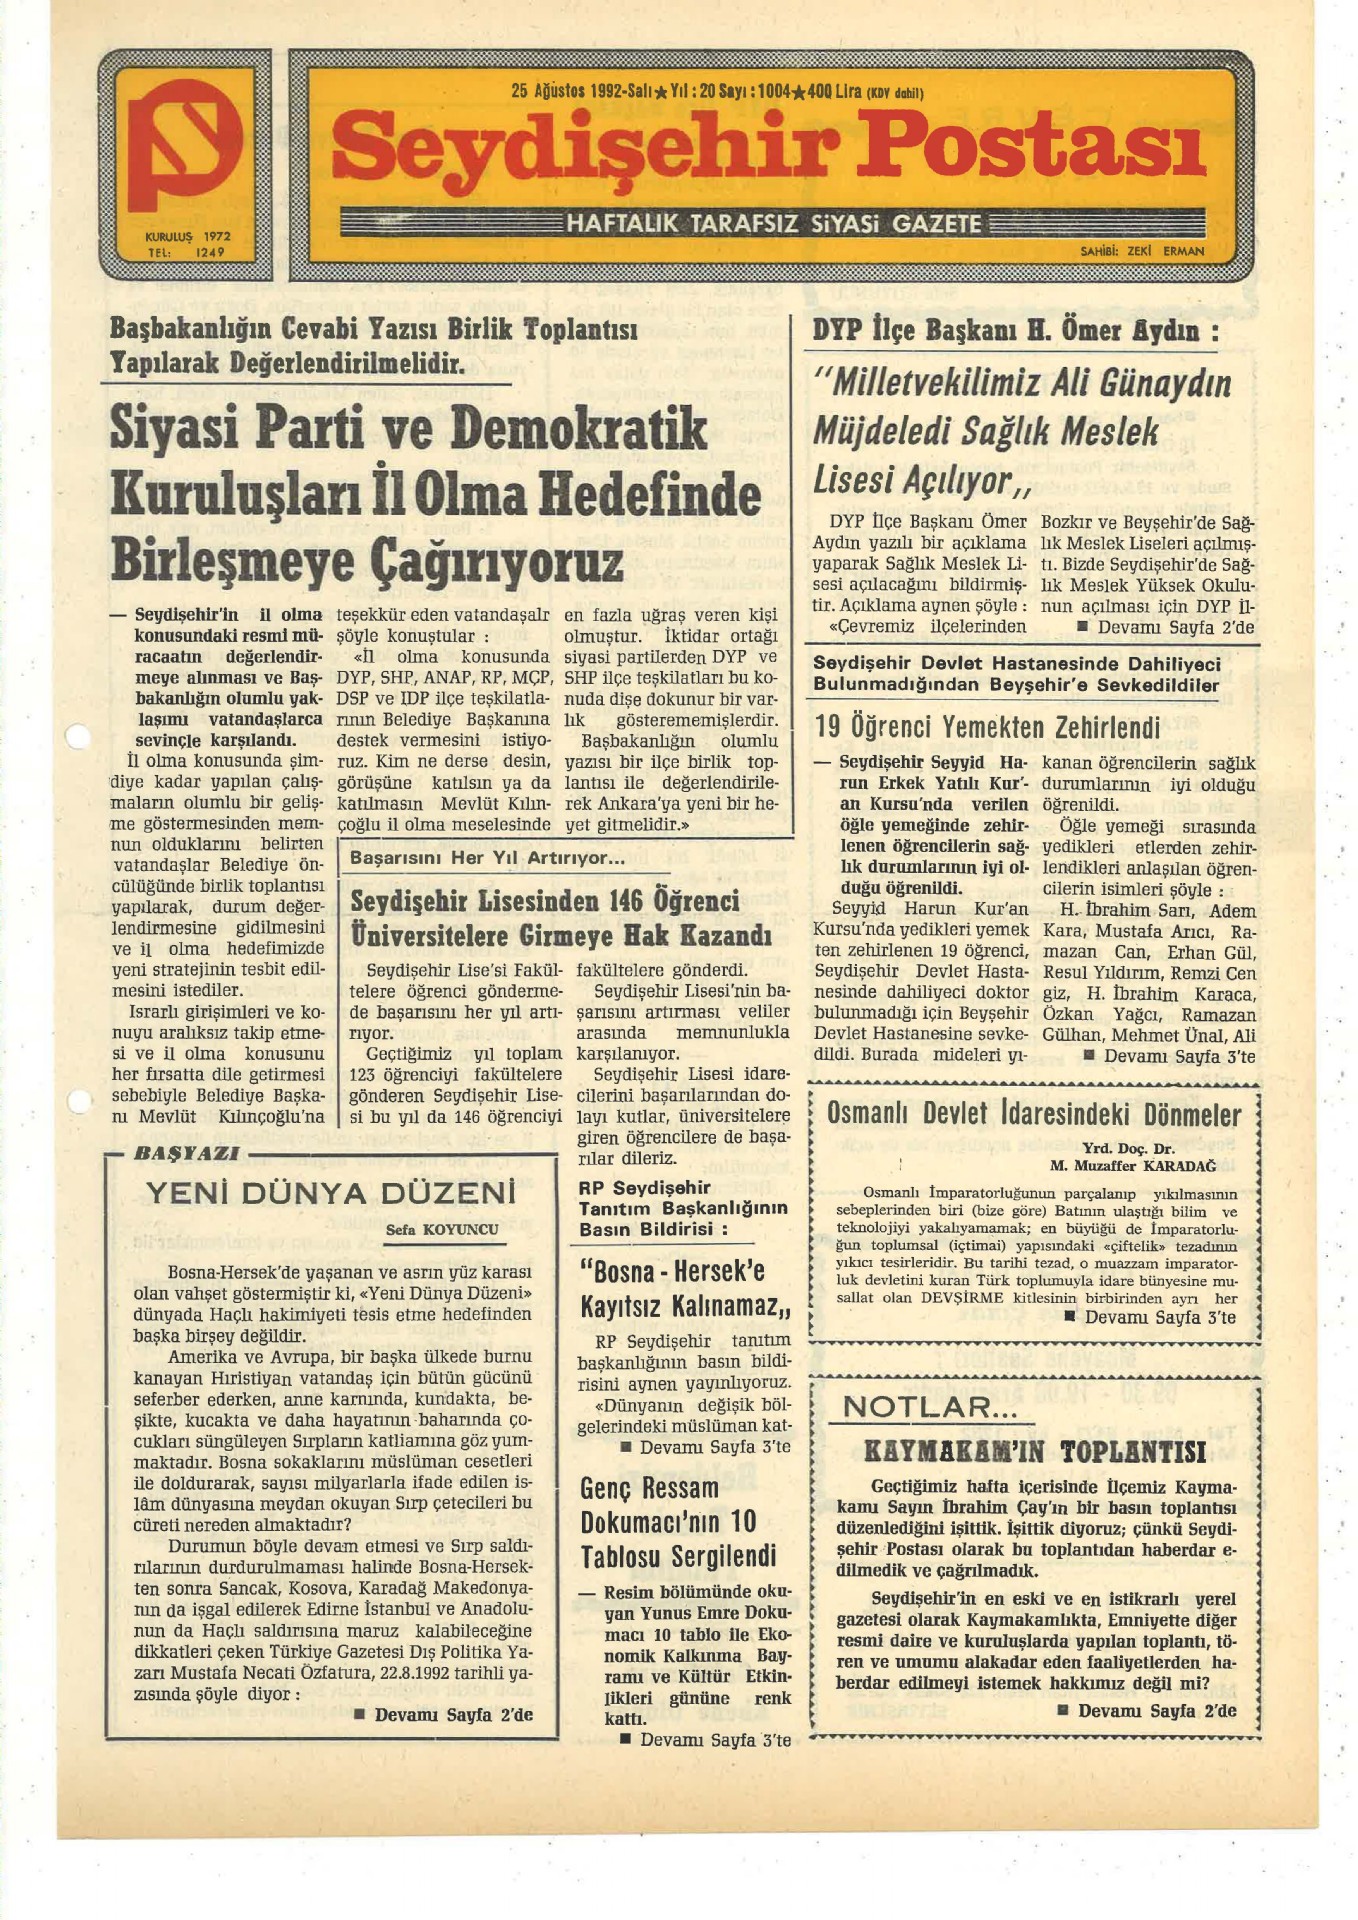 25 Ağustos 1992-Salı★Yıl : 20 Sayı : 1004★400 Lira (KDV dahil)
Seydişehir Postası
HAFTALIK TARAFSIZ SİYASİ GAZETE
SAHİBİ: ZEKİ ERMAN
KURULUŞ 1972
TEL: 1249
Başbakanlığın Cevabi Yazısı Birlik Toplantısı
Yapılarak Değerlendirilmelidir.
Siyasi Parti ve Demokratik
Kuruluşları İl Olma Hedefinde
Birleşmeye Çağırıyoruz
— Seydişehir'in il olma
konusundaki resmi mü-
racaatın değerlendir-
meye alınması ve Baş-
bakanlığın olumlu yak-
laşımı vatandaşlarca
sevinçle karşılandı.
İl olma konusunda şim-
diye kadar yapılan çalış-
maların olumlu bir geliş-
me göstermesinden mem-
nun olduklarını belirten
vatandaşlar Belediye ön-
cülüğünde birlik toplantısı
yapılarak, durum değer-
lendirmesine gidilmesini
ve il olma hedefimizde
yeni stratejinin tesbit edil-
mesini istediler.
Israrlı girişimleri ve ko-
nuyu aralıksız takip etme-
si ve il olma konusunu
her fırsatta dile getirmesi
sebebiyle Belediye Başka-
nı Mevlüt Kılınçoğlu'na
teşekkür eden vatandaşalr
şöyle konuştular :
«İl olma konusunda
DYP, SHP, ANAP, RP, MÇP,
DSP ve IDP ilçe teşkilatla-
rının Belediye Başkanına
destek vermesini istiyo-
ruz. Kim ne derse desin,
görüşüne katılsın ya da
katılmasın Mevlüt Kılın-
çoğlu il olma meselesinde
en fazla uğraş veren kişi
olmuştur. İktidar ortağı
siyasi partilerden DYP ve
SHP ilçe teşkilatları bu ko-
nuda dişe dokunur bir var-
lık gösterememişlerdir.
Başbakanlığın olumlu
yazısı bir ilçe birlik top-
lantısı ile değerlendirile-
rek Ankara'ya yeni bir he-
yet gitmelidir.»
Başarısını Her Yıl Artırıyor...
Seydişehir Lisesinden 146 Öğrenci
Üniversitelere Girmeye Hak Kazandı
Seydişehir Lise'si Fakül-
telere öğrenci gönderme-
de başarısını her yıl artı-
rıyor.
Geçtiğimiz yıl toplam
123 öğrenciyi fakültelere
gönderen Seydişehir Lise-
si bu yıl da 146 öğrenciyi
fakültelere gönderdi.
Seydişehir Lisesi'nin ba-
şarısını artırması veliler
arasında memnunlukla
karşılanıyor.
Seydişehir Lisesi idare-
cilerini başarılarından do-
layı kutlar, üniversitelere
giren öğrencilere de başa-
rılar dileriz.
BAŞYAZI
YENİ DÜNYA DÜZENİ
Sefa KOYUNCU
Bosna-Hersek'de yaşanan ve asrın yüz karası
olan vahşet göstermiştir ki, «Yeni Dünya Düzeni»
dünyada Haçlı hakimiyeti tesis etme hedefinden
başka birşey değildir.
Amerika ve Avrupa, bir başka ülkede burnu
kanayan Hıristiyan vatandaş için bütün gücünü
seferber ederken, anne karnında, kundakta, be-
şikte, kucakta ve daha hayatının baharında ço-
cukları süngüleyen Sırpların katliamına göz yum-
maktadır. Bosna sokaklarını müslüman cesetleri
ile doldurarak, sayısı milyarlarla ifade edilen is-
lâm dünyasına meydan okuyan Sırp çetecileri bu
cüreti nereden almaktadır?
Durumun böyle devam etmesi ve Sırp saldı-
rılarının durdurulmaması halinde Bosna-Hersek-
ten sonra Sancak, Kosova, Karadağ Makedonya-
nın da işgal edilerek Edirne İstanbul ve Anadolu-
nun da Haçlı saldırısına maruz kalabileceğine
dikkatleri çeken Türkiye Gazetesi Dış Politika Ya-
zarı Mustafa Necati Özfatura, 22.8.1992 tarihli ya-
zısında şöyle diyor :
■ Devamı Sayfa 2'de
RP Seydişehir
Tanıtım Başkanlığının
Basın Bildirisi :
“Bosna - Hersek'e
Kayıtsız Kalınamaz„
RP Seydişehir tanıtım
başkanlığının basın bildi-
risini aynen yayınlıyoruz.
«Dünyanın değişik böl-
gelerindeki müslüman kat-
■ Devamı Sayfa 3'te
Genç Ressam
Dokumacı'nın 10
Tablosu Sergilendi
— Resim bölümünde oku-
yan Yunus Emre Doku-
macı 10 tablo ile Eko-
nomik Kalkınma Bay-
ramı ve Kültür Etkin-
likleri gününe renk
kattı.
■ Devamı Sayfa 3'te
DYP İlçe Başkanı H. Ömer Aydın :
“Milletvekilimiz Ali Günaydın
Müjdeledi Sağlık Meslek
Lisesi Açılıyor„
DYP İlçe Başkanı Ömer
Aydın yazılı bir açıklama
yaparak Sağlık Meslek Li-
sesi açılacağını bildirmiş-
tir. Açıklama aynen şöyle :
«Çevremiz ilçelerinden
Bozkır ve Beyşehir'de Sağ-
lık Meslek Liseleri açılmış-
tı. Bizde Seydişehir'de Sağ-
lık Meslek Yüksek Okulu-
nun açılması için DYP İl-
■ Devamı Sayfa 2'de
Seydişehir Devlet Hastanesinde Dahiliyeci
Bulunmadığından Beyşehir'e Sevkedildiler
19 Öğrenci Yemekten Zehirlendi
— Seydişehir Seyyid Ha-
run Erkek Yatılı Kur'-
an Kursu'nda verilen
öğle yemeğinde zehir-
lenen öğrencilerin sağ-
lık durumlarının iyi ol-
duğu öğrenildi.
Seyyid Harun Kur'an
Kursu'nda yedikleri yemek
ten zehirlenen 19 öğrenci,
Seydişehir Devlet Hasta-
nesinde dahiliyeci doktor
bulunmadığı için Beyşehir
Devlet Hastanesine sevke-
dildi. Burada mideleri yı-
kanan öğrencilerin sağlık
durumlarının iyi olduğu
öğrenildi.
Öğle yemeği sırasında
yedikleri etlerden zehir-
lendikleri anlaşılan öğren-
cilerin isimleri şöyle :
H. İbrahim Sarı, Adem
Kara, Mustafa Arıcı, Ra-
mazan Can, Erhan Gül,
Resul Yıldırım, Remzi Cen
giz, H. İbrahim Karaca,
Özkan Yağcı, Ramazan
Gülhan, Mehmet Ünal, Ali
■ Devamı Sayfa 3'te
Osmanlı Devlet İdaresindeki Dönmeler
Yrd. Doç. Dr.
M. Muzaffer KARADAĞ
Osmanlı İmparatorluğunun parçalanıp yıkılmasının
sebeplerinden biri (bize göre) Batının ulaştığı bilim ve
teknolojiyi yakalıyamamak; en büyüğü de İmparatorlu-
ğun toplumsal (içtimai) yapısındaki «çiftelik» tezadının
yıkıcı tesirleridir. Bu tarihi tezad, o muazzam imparator-
luk devletini kuran Türk toplumuyla idare bünyesine mu-
sallat olan DEVŞİRME kitlesinin birbirinden ayrı her
■ Devamı Sayfa 3'te
NOTLAR...
KAYMAKAM'IN TOPLANTISI
Geçtiğimiz hafta içerisinde İlçemiz Kayma-
kamı Sayın İbrahim Çay'ın bir basın toplantısı
düzenlediğini işittik. İşittik diyoruz; çünkü Seydi-
şehir Postası olarak bu toplantıdan haberdar e-
dilmedik ve çağrılmadık.
Seydişehir'in en eski ve en istikrarlı yerel
gazetesi olarak Kaymakamlıkta, Emniyette diğer
resmi daire ve kuruluşlarda yapılan toplantı, tö-
ren ve umumu alakadar eden faaliyetlerden ha-
berdar edilmeyi istemek hakkımız değil mi?
■ Devamı Sayfa 2'de